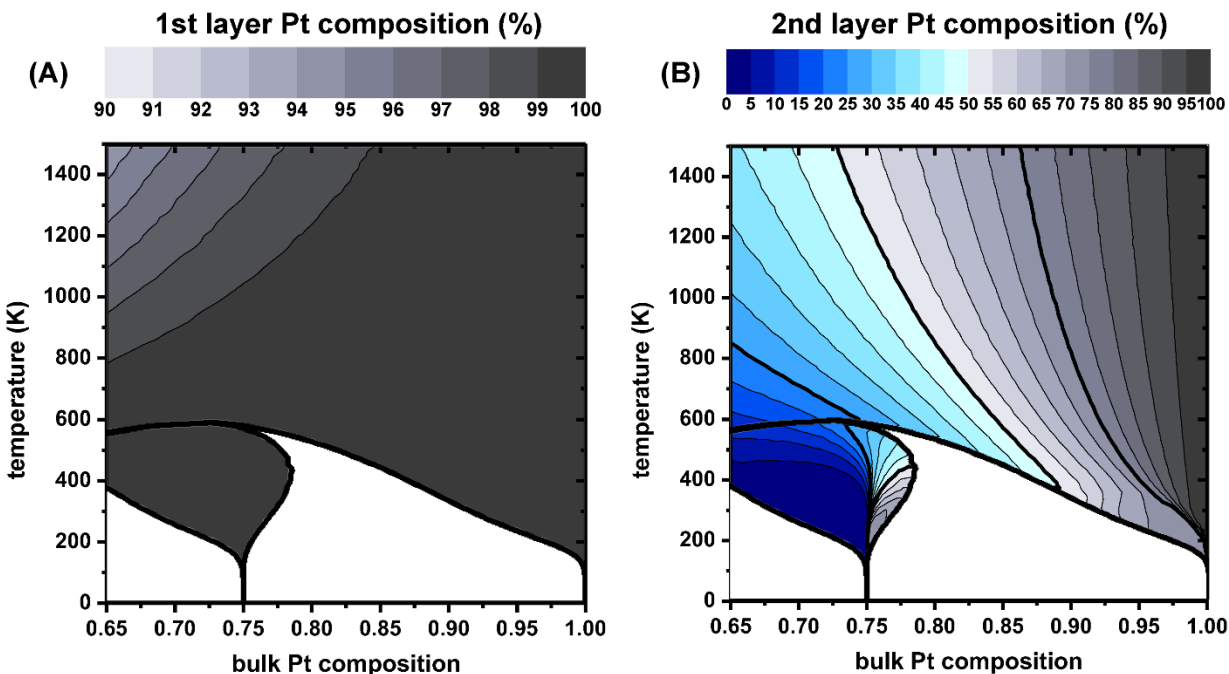 1st layer Pt composition (%)
(A)
90 91 92 93 94 95 96 97 98 99 100
temperature (K)
1400
1200
1000
800
600
400
200
0
0.65 0.70 0.75 0.80 0.85 0.90 0.95 1.00
bulk Pt composition
2nd layer Pt composition (%)
(B)
0 5 10 15 20 25 30 35 40 45 50 55 60 65 70 75 80 85 90 95 100
temperature (K)
1400
1200
1000
800
600
400
200
0
0.65 0.70 0.75 0.80 0.85 0.90 0.95 1.00
bulk Pt composition